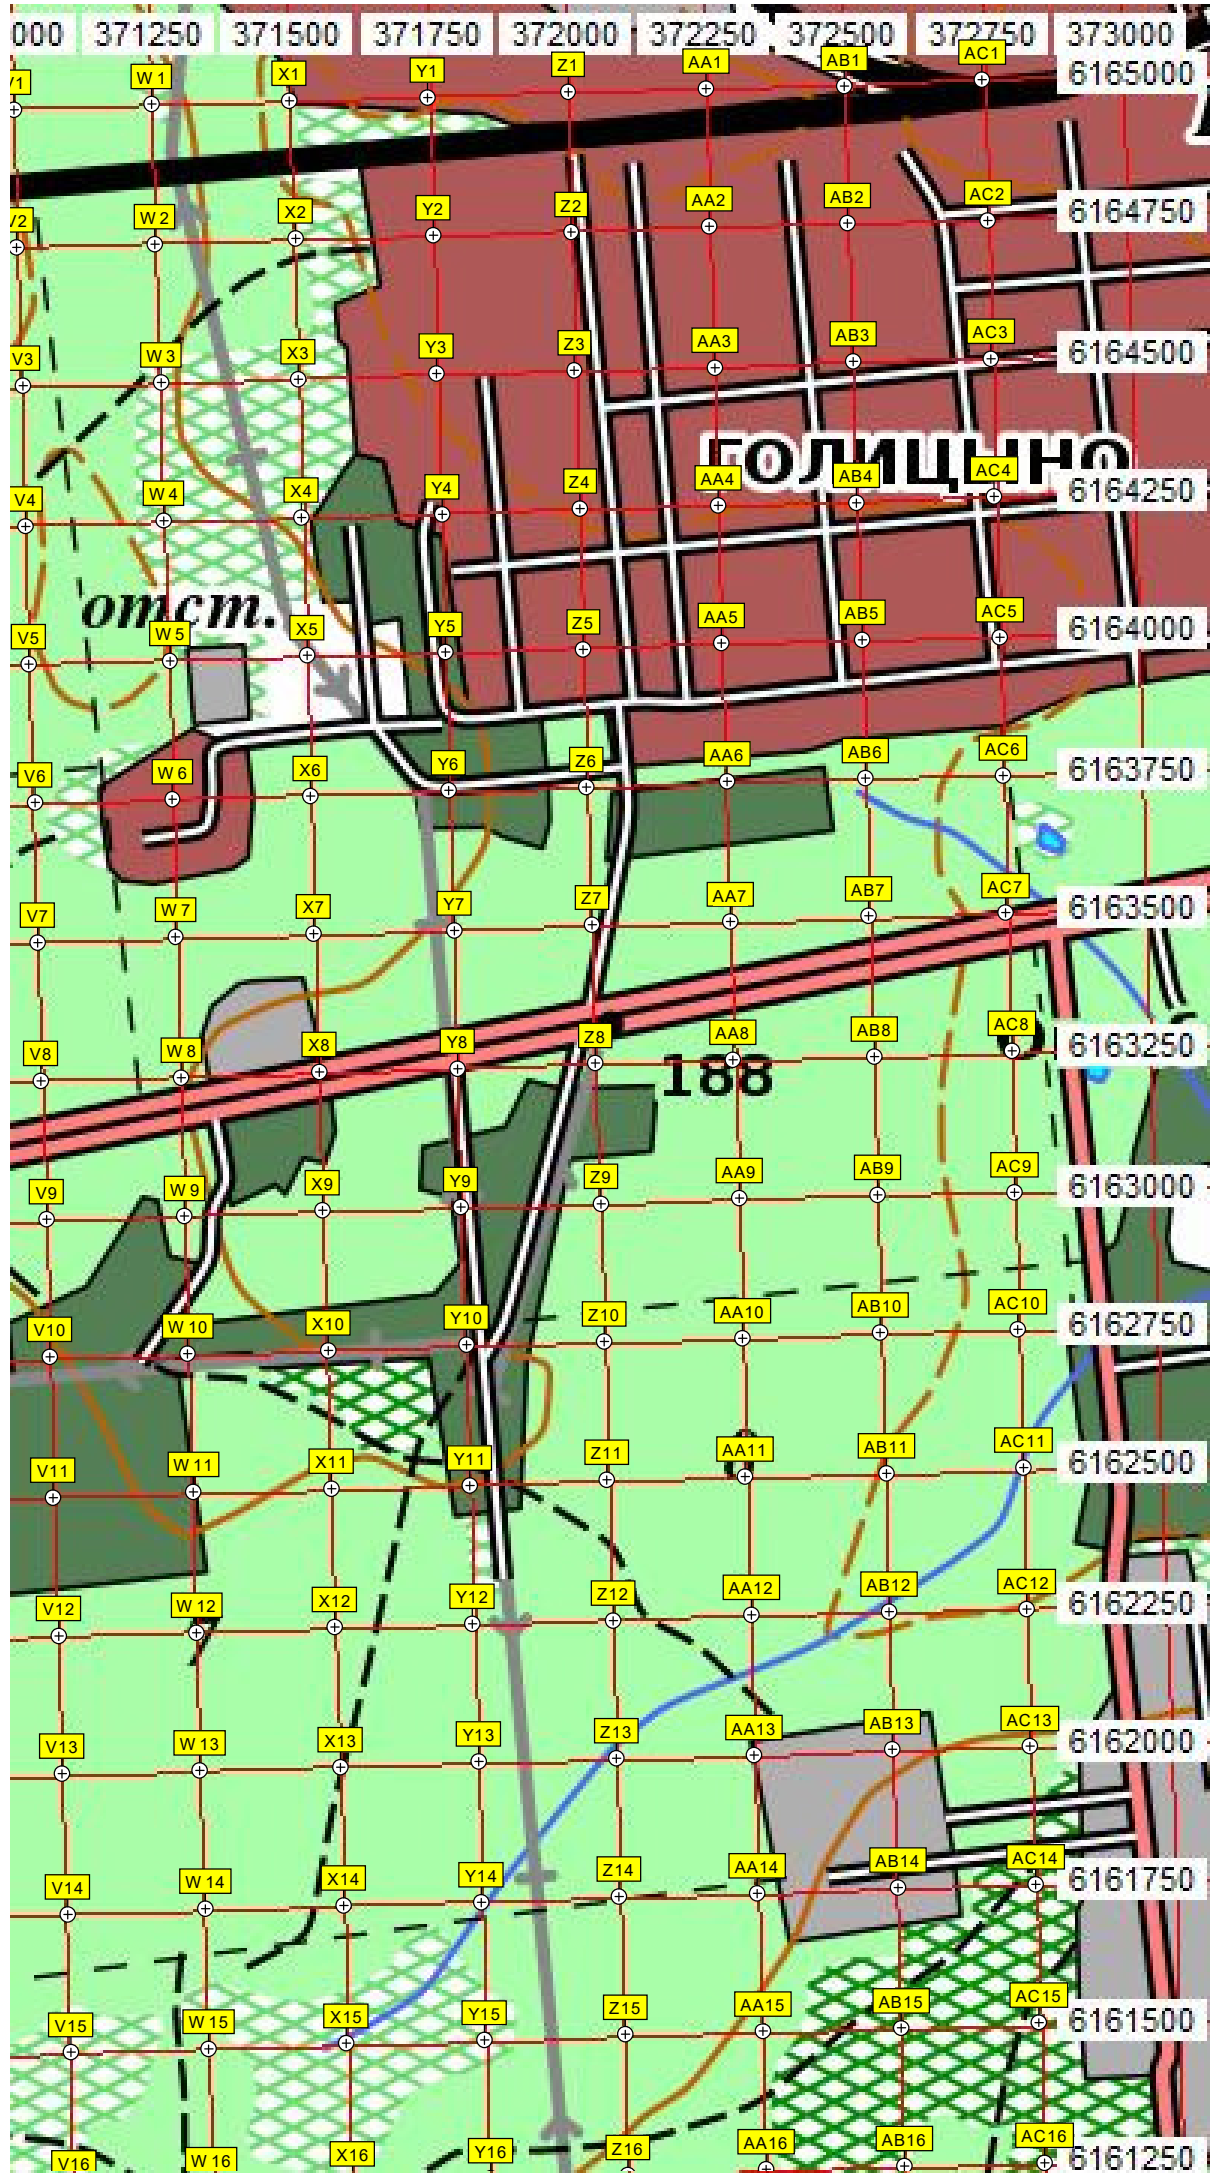 000 371250 371500 371750 372000 372250 372500 372750 373000
V1 W1 X1 Y1 Z1 AA1 AB1 AC1 6165000
V2 W2 X2 Y2 Z2 AA2 AB2 AC2 6164750
V3 W3 X3 Y3 Z3 AA3 AB3 AC3 6164500
ГОЛИЦЫНО
V4 W4 X4 Y4 Z4 AA4 AB4 AC4 6164250
отст.
V5 W5 X5 Y5 Z5 AA5 AB5 AC5 6164000
V6 W6 X6 Y6 Z6 AA6 AB6 AC6 6163750
V7 W7 X7 Y7 Z7 AA7 AB7 AC7 6163500
V8 W8 X8 Y8 Z8 AA8 AB8 AC8 6163250
188
V9 W9 X9 Y9 Z9 AA9 AB9 AC9 6163000
V10 W10 X10 Y10 Z10 AA10 AB10 AC10 6162750
V11 W11 X11 Y11 Z11 AA11 AB11 AC11 6162500
V12 W12 X12 Y12 Z12 AA12 AB12 AC12 6162250
V13 W13 X13 Y13 Z13 AA13 AB13 AC13 6162000
V14 W14 X14 Y14 Z14 AA14 AB14 AC14 6161750
V15 W15 X15 Y15 Z15 AA15 AB15 AC15 6161500
V16 W16 X16 Y16 Z16 AA16 AB16 AC16 6161250